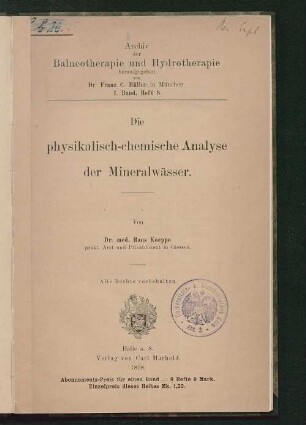 Archiv
der
Balneotherapie und Hydrotherapie
herausgegeben
von
Dr. Franz C. Müller in München
I. Band. Heft 8.
Die
physikalisch-chemische Analyse
der Mineralwässer.
Von
Dr. med. Hans Koeppe
prakt. Arzt und Privatdozent in Giessen.
Alle Rechte vorbehalten.
Halle a. S.
Verlag von Carl Marhold.
1898.
Abonnements-Preis für einen Band = 8 Hefte 8 Mark.
Einzelpreis dieses Heftes Mk. 1,20.